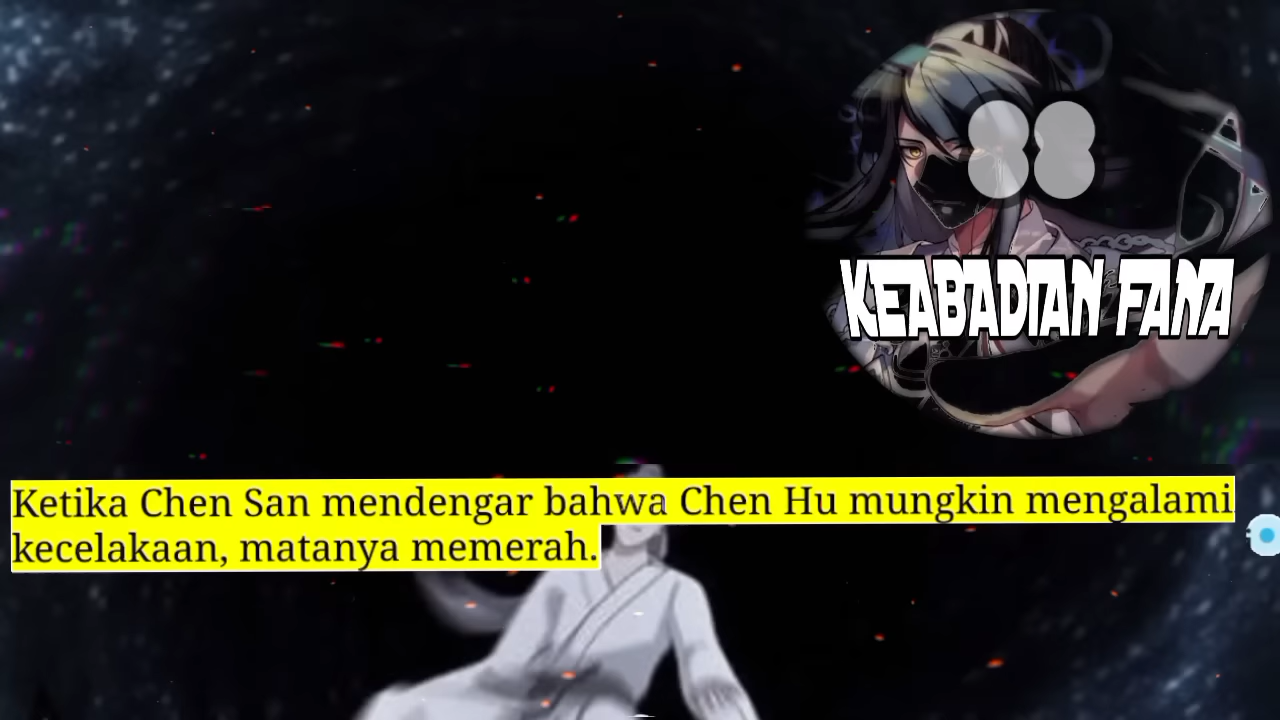 KEABADIAN FANA
Ketika Chen San mendengar bahwa Chen Hu mungkin mengalami
kecelakaan, matanya memerah.